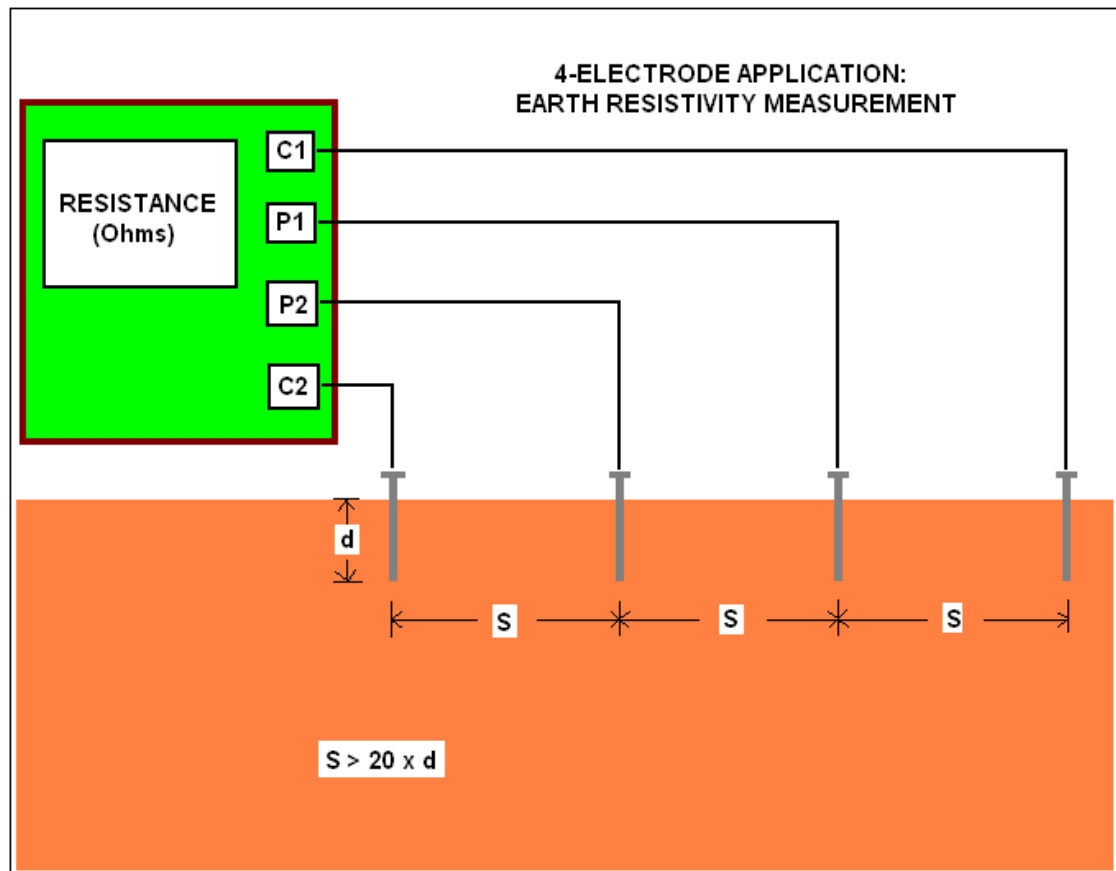 4-ELECTRODE APPLICATION:
EARTH RESISTIVITY MEASUREMENT
RESISTANCE
(Ohms)
C1
P1
P2
C2
d
S
S
S
S > 20 x d